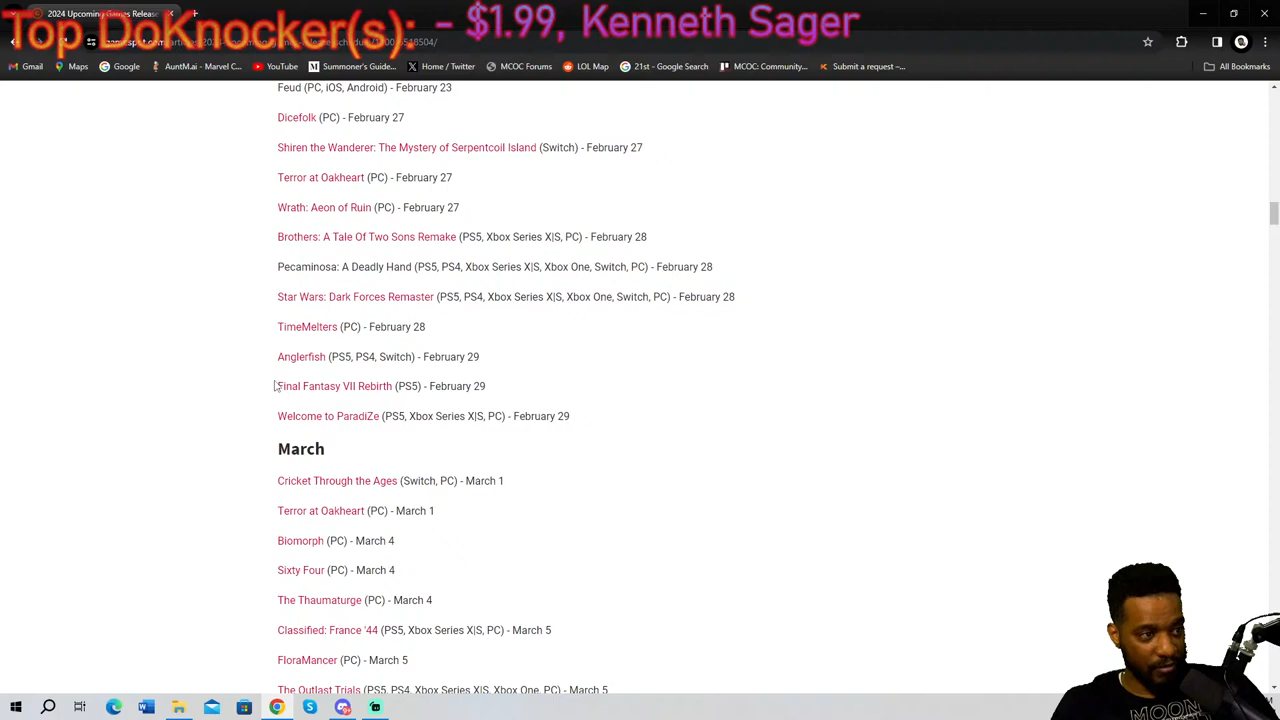 2024 Upcoming Games Releas
Top DcKnocker(s): - $1.99, Kenneth Sager
Gmail Maps Google AuntM.ai - Marvel C... YouTube Summoner's Guide... Home / Twitter MCOC Forums LOL Map 21st - Google Search MCOC: Community... Submit a request –... All Bookmarks
Feud (PC, iOS, Android) - February 23
Dicefolk (PC) - February 27
Shiren the Wanderer: The Mystery of Serpentcoil Island (Switch) - February 27
Terror at Oakheart (PC) - February 27
Wrath: Aeon of Ruin (PC) - February 27
Brothers: A Tale Of Two Sons Remake (PS5, Xbox Series X|S, PC) - February 28
Pecaminosa: A Deadly Hand (PS5, PS4, Xbox Series X|S, Xbox One, Switch, PC) - February 28
Star Wars: Dark Forces Remaster (PS5, PS4, Xbox Series X|S, Xbox One, Switch, PC) - February 28
TimeMelters (PC) - February 28
Anglerfish (PS5, PS4, Switch) - February 29
Final Fantasy VII Rebirth (PS5) - February 29
Welcome to ParadiZe (PS5, Xbox Series X|S, PC) - February 29
March
Cricket Through the Ages (Switch, PC) - March 1
Terror at Oakheart (PC) - March 1
Biomorph (PC) - March 4
Sixty Four (PC) - March 4
The Thaumaturge (PC) - March 4
Classified: France '44 (PS5, Xbox Series X|S, PC) - March 5
FloraMancer (PC) - March 5
The Outlast Trials (PS5, PS4, Xbox Series X|S, Xbox One, PC) - March 5
MOON